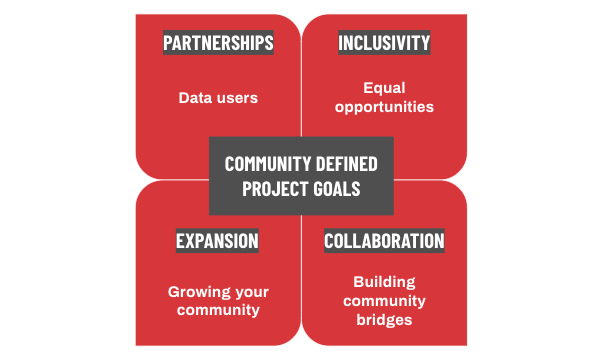 PARTNERSHIPS
Data users
INCLUSIVITY
Equal
opportunities
COMMUNITY DEFINED
PROJECT GOALS
EXPANSION
Growing your
community
COLLABORATION
Building
community
bridges